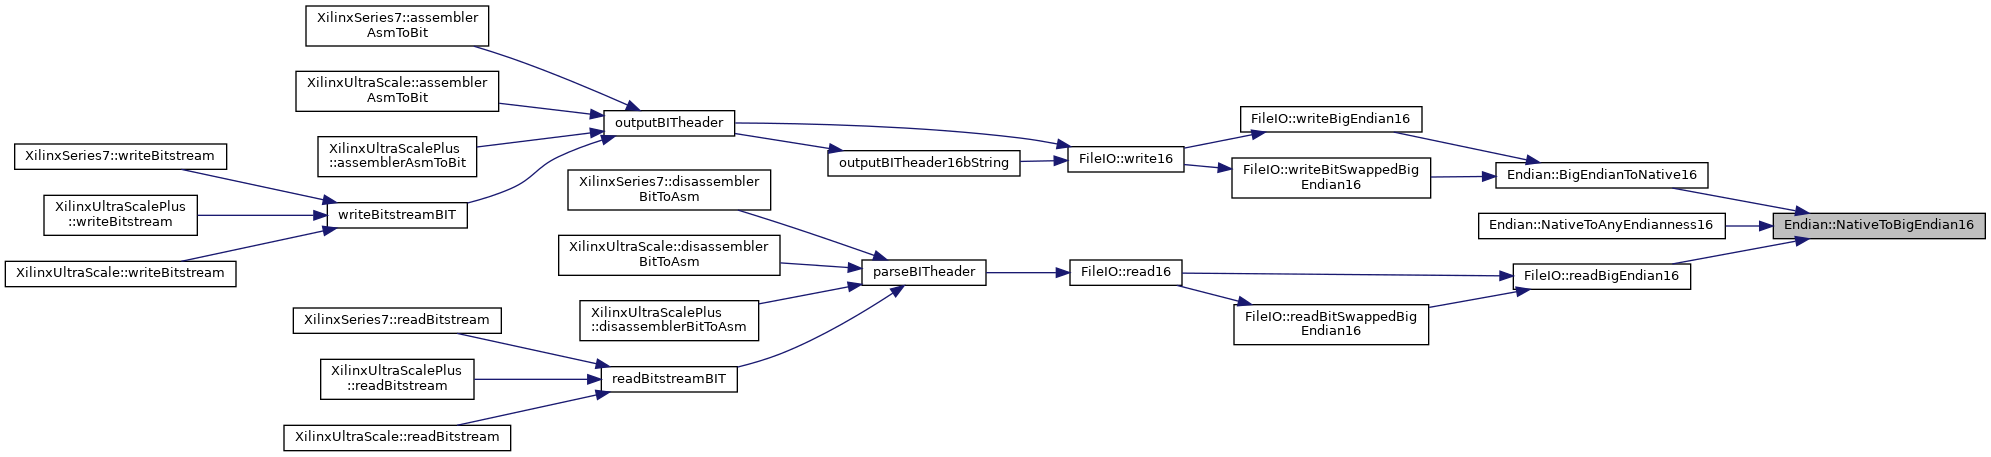 XilinxSeries7::assembler
AsmToBit
XilinxUltraScale::assembler
AsmToBit
XilinxUltraScalePlus
::assemblerAsmToBit
XilinxSeries7::writeBitstream
XilinxUltraScalePlus
::writeBitstream
XilinxUltraScale::writeBitstream
writeBitstreamBIT
outputBITheader
outputBITheader16bString
XilinxSeries7::disassembler
BitToAsm
XilinxUltraScale::disassembler
BitToAsm
XilinxUltraScalePlus
::disassemblerBitToAsm
XilinxSeries7::readBitstream
XilinxUltraScalePlus
::readBitstream
XilinxUltraScale::readBitstream
readBitstreamBIT
parseBITheader
FileIO::write16
FileIO::read16
FileIO::writeBigEndian16
FileIO::writeBitSwappedBig
Endian16
FileIO::readBitSwappedBig
Endian16
Endian::BigEndianToNative16
Endian::NativeToAnyEndianness16
FileIO::readBigEndian16
Endian::NativeToBigEndian16